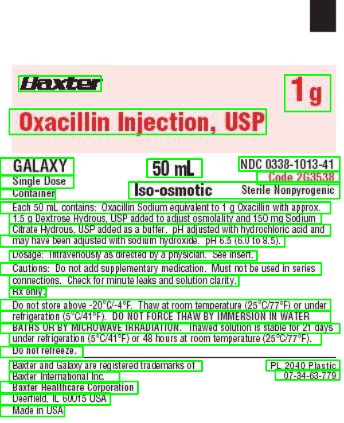 Baxter
1 g
Oxacillin Injection, USP
GALAXY
Single Dose
Container
50 mL
Iso-osmotic
NDC 0338-1013-41
Code 2G3538
Sterile Nonpyrogenic
Each 50 mL contains: Oxacillin Sodium equivalent to 1 g Oxacillin with approx.
1.5 g Dextrose Hydrous, USP added to adjust osmolality and 150 mg Sodium
Citrate Hydrous, USP added as a buffer. pH adjusted with hydrochloric acid and
may have been adjusted with sodium hydroxide. pH 6.5 (6.0 to 8.5).
Dosage: Intravenously as directed by a physician. See insert.
Cautions: Do not add supplementary medication. Must not be used in series
connections. Check for minute leaks and solution clarity.
Rx only.
Do not store above -20°C/-4°F. Thaw at room temperature (25°C/77°F) or under
refrigeration (5°C/41°F). DO NOT FORCE THAW BY IMMERSION IN WATER
BATHS OR BY MICROWAVE IRRADIATION. Thawed solution is stable for 21 days
under refrigeration (5°C/41°F) or 48 hours at room temperature (25°C/77°F).
Do not refreeze.
Baxter and Galaxy are registered trademarks of
Baxter International Inc.
Baxter Healthcare Corporation
Deerfield, IL 60015 USA
Made in USA
PL 2040 Plastic
07-34-63-779